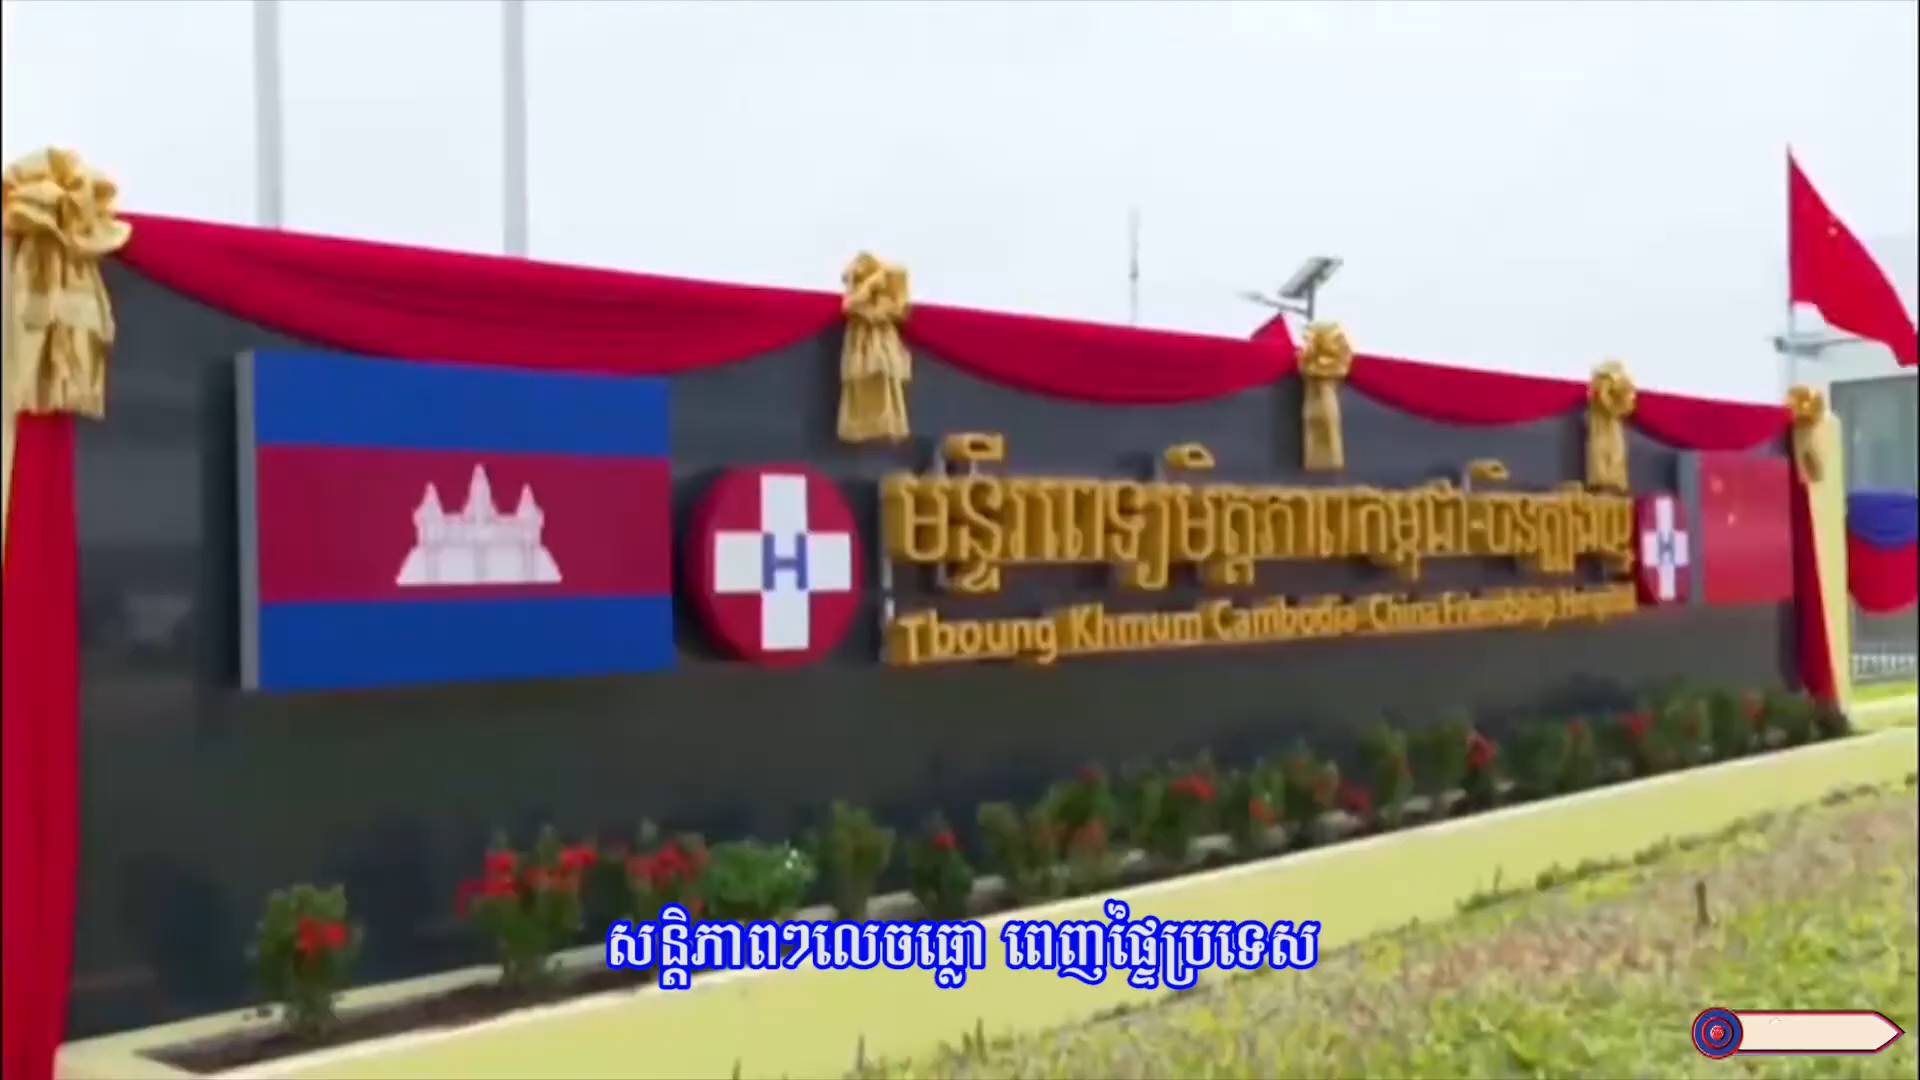 H
មន្ទីរពេទ្យមិត្តភាពកម្ពុជា-ចិនត្បូងឃ្មុំ
H
Tboung Khmum Cambodia-China Friendship Hospital
សន្តិភាពៗលេចធ្លោ ពេញផ្ទៃប្រទេស